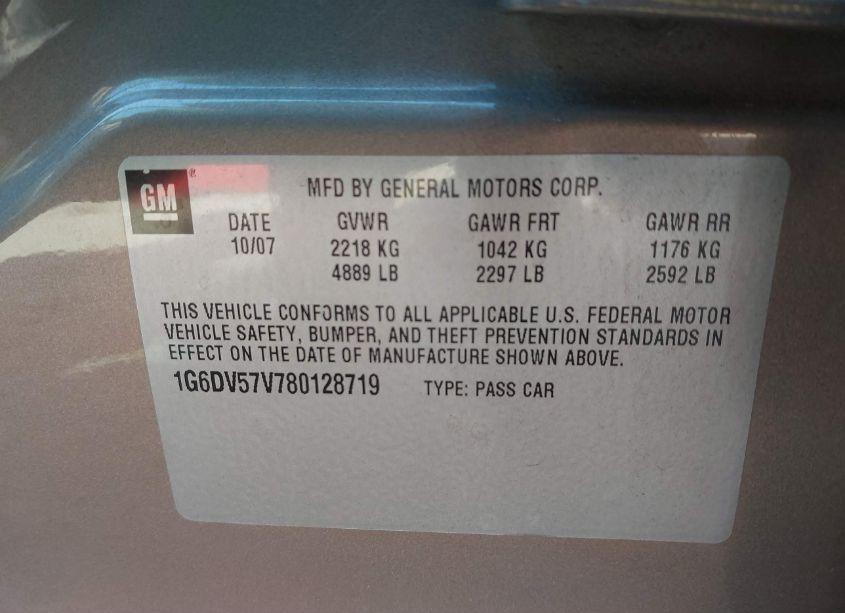 GM ®
MFD BY GENERAL MOTORS CORP.
DATE GVWR GAWR FRT GAWR RR
10/07 2218 KG 1042 KG 1176 KG
4889 LB 2297 LB 2592 LB
THIS VEHICLE CONFORMS TO ALL APPLICABLE U.S. FEDERAL MOTOR
VEHICLE SAFETY, BUMPER, AND THEFT PREVENTION STANDARDS IN
EFFECT ON THE DATE OF MANUFACTURE SHOWN ABOVE.
1G6DV57V780128719 TYPE: PASS CAR